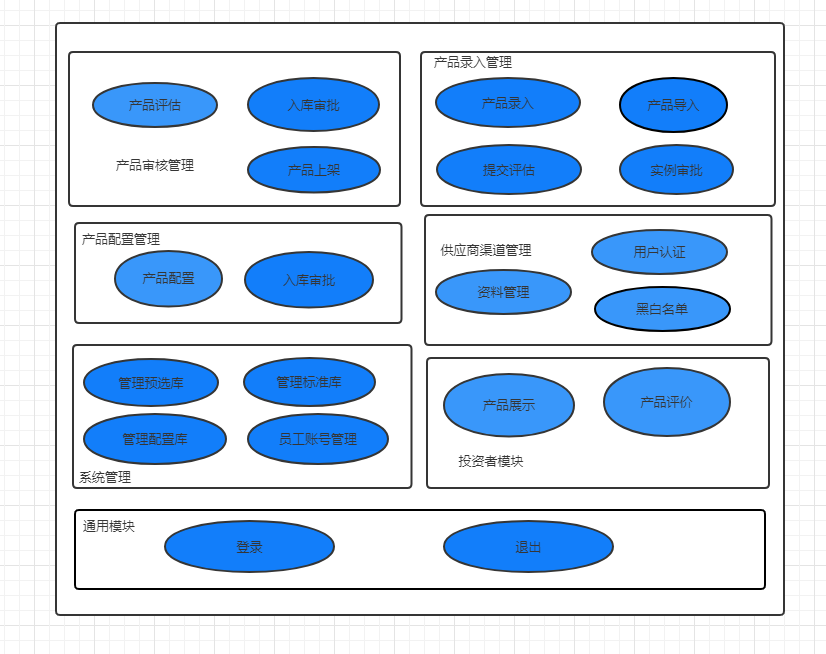 产品评估
入库审批
产品审核管理
产品上架
产品录入管理
产品录入
产品导入
提交评估
实例审批
产品配置管理
产品配置
入库审批
供应商渠道管理
用户认证
资料管理
黑白名单
管理预选库
管理标准库
管理配置库
员工账号管理
系统管理
产品展示
产品评价
投资者模块
通用模块
登录
退出